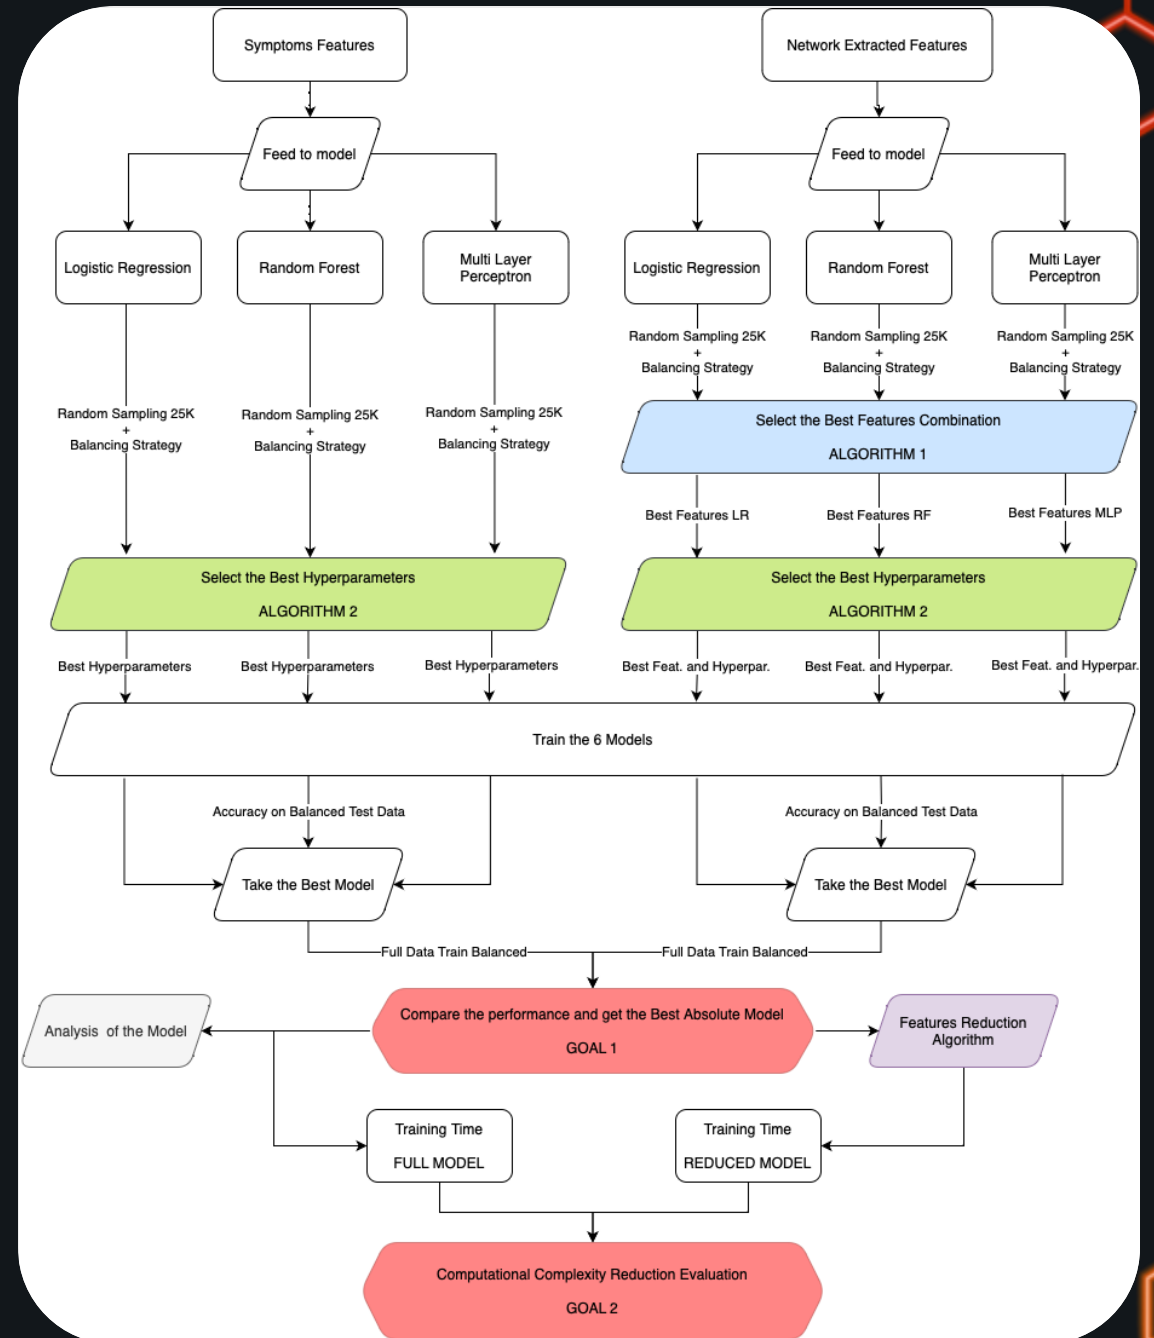 Symptoms Features
Network Extracted Features
Feed to model
Feed to model
Logistic Regression
Random Forest
Multi Layer
Perceptron
Logistic Regression
Random Forest
Multi Layer
Perceptron
Random Sampling 25K
+
Balancing Strategy
Random Sampling 25K
+
Balancing Strategy
Random Sampling 25K
+
Balancing Strategy
Random Sampling 25K
+
Balancing Strategy
Random Sampling 25K
+
Balancing Strategy
Random Sampling 25K
+
Balancing Strategy
Select the Best Features Combination
ALGORITHM 1
Best Features LR
Best Features RF
Best Features MLP
Select the Best Hyperparameters
ALGORITHM 2
Select the Best Hyperparameters
ALGORITHM 2
Best Hyperparameters
Best Hyperparameters
Best Hyperparameters
Best Feat. and Hyperpar.
Best Feat. and Hyperpar.
Best Feat. and Hyperpar.
Train the 6 Models
Accuracy on Balanced Test Data
Accuracy on Balanced Test Data
Take the Best Model
Take the Best Model
Full Data Train Balanced
Full Data Train Balanced
Analysis of the Model
Compare the performance and get the Best Absolute Model
GOAL 1
Features Reduction
Algorithm
Training Time
FULL MODEL
Training Time
REDUCED MODEL
Computational Complexity Reduction Evaluation
GOAL 2